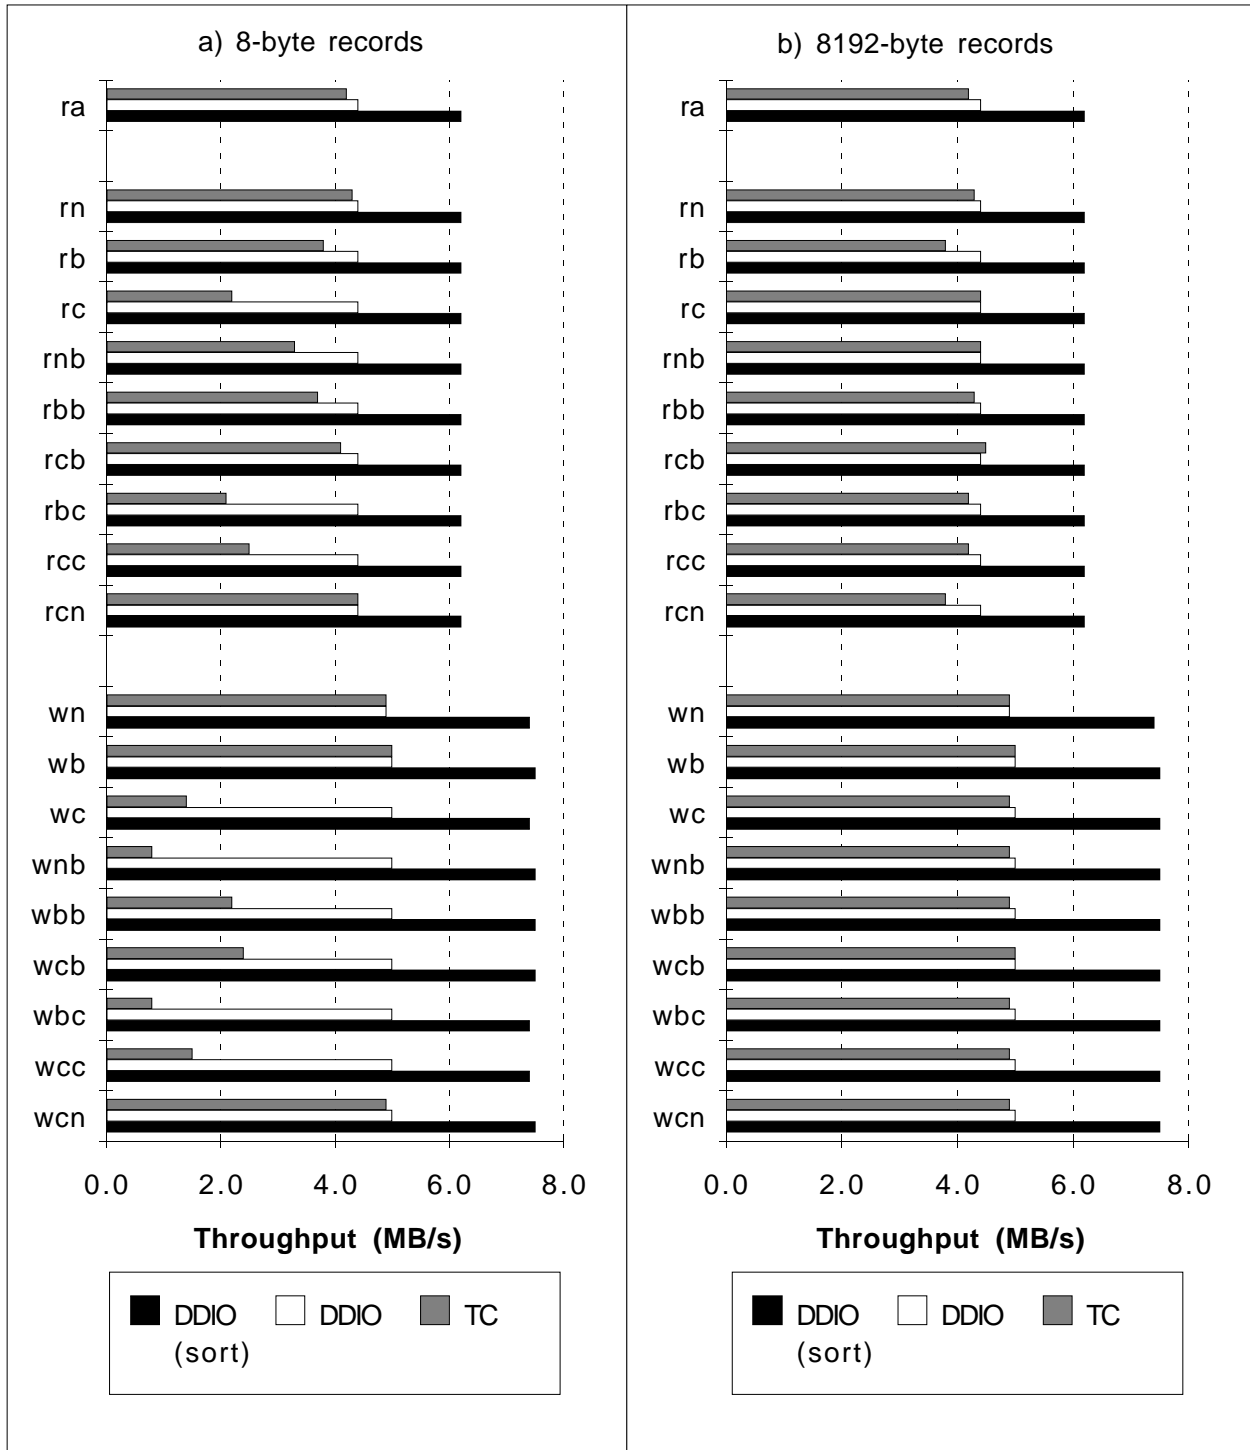 a) 8-byte records
ra
rn
rb
rc
rnb
rbb
rcb
rbc
rcc
rcn
wn
wb
wc
wnb
wbb
wcb
wbc
wcc
wcn
0.0 2.0 4.0 6.0 8.0
Throughput (MB/s)
DDIO (sort) DDIO TC
b) 8192-byte records
ra
rn
rb
rc
rnb
rbb
rcb
rbc
rcc
rcn
wn
wb
wc
wnb
wbb
wcb
wbc
wcc
wcn
0.0 2.0 4.0 6.0 8.0
Throughput (MB/s)
DDIO (sort) DDIO TC